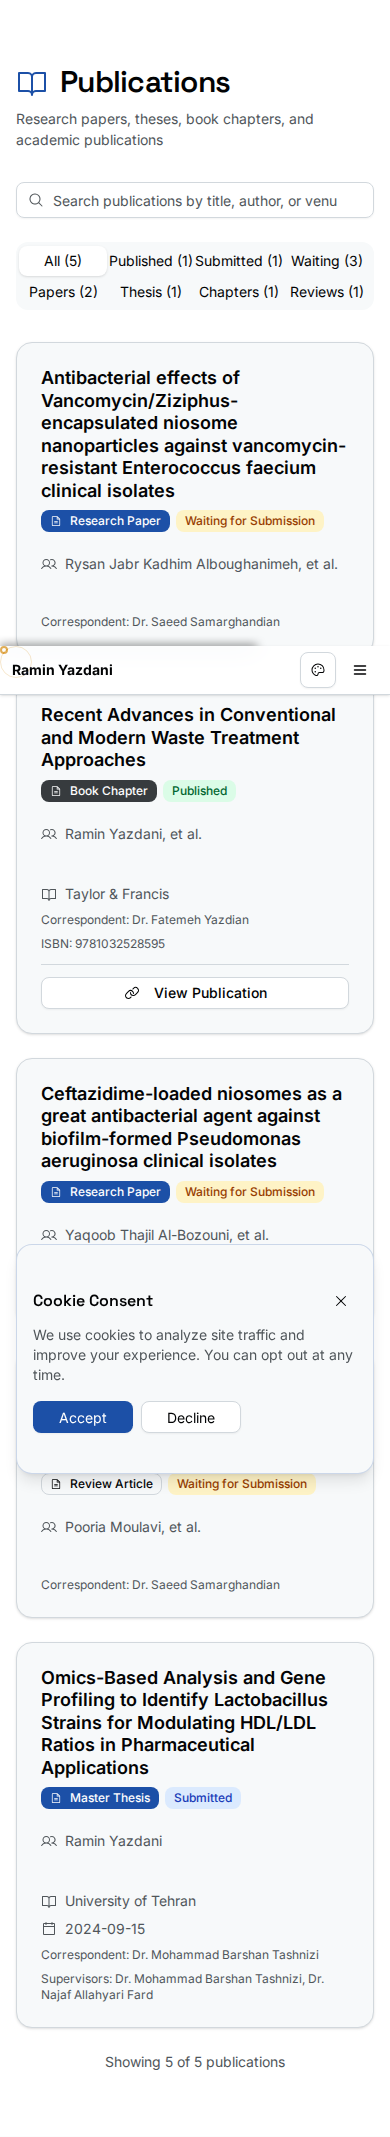 Publications
Research papers, theses, book chapters, and
academic publications
Search publications by title, author, or venu
All (5) Published (1) Submitted (1) Waiting (3)
Papers (2) Thesis (1) Chapters (1) Reviews (1)
Antibacterial effects of
Vancomycin/Ziziphus-
encapsulated niosome
nanoparticles against vancomycin-
resistant Enterococcus faecium
clinical isolates
Research Paper Waiting for Submission
Rysan Jabr Kadhim Alboughanimeh, et al.
Correspondent: Dr. Saeed Samarghandian
Ramin Yazdani
Recent Advances in Conventional
and Modern Waste Treatment
Approaches
Book Chapter Published
Ramin Yazdani, et al.
Taylor & Francis
Correspondent: Dr. Fatemeh Yazdian
ISBN: 9781032528595
View Publication
Ceftazidime-loaded niosomes as a
great antibacterial agent against
biofilm-formed Pseudomonas
aeruginosa clinical isolates
Research Paper Waiting for Submission
Yaqoob Thajil Al-Bozouni, et al.
Cookie Consent
We use cookies to analyze site traffic and
improve your experience. You can opt out at any
time.
Accept Decline
Review Article Waiting for Submission
Pooria Moulavi, et al.
Correspondent: Dr. Saeed Samarghandian
Omics-Based Analysis and Gene
Profiling to Identify Lactobacillus
Strains for Modulating HDL/LDL
Ratios in Pharmaceutical
Applications
Master Thesis Submitted
Ramin Yazdani
University of Tehran
2024-09-15
Correspondent: Dr. Mohammad Barshan Tashnizi
Supervisors: Dr. Mohammad Barshan Tashnizi, Dr.
Najaf Allahyari Fard
Showing 5 of 5 publications